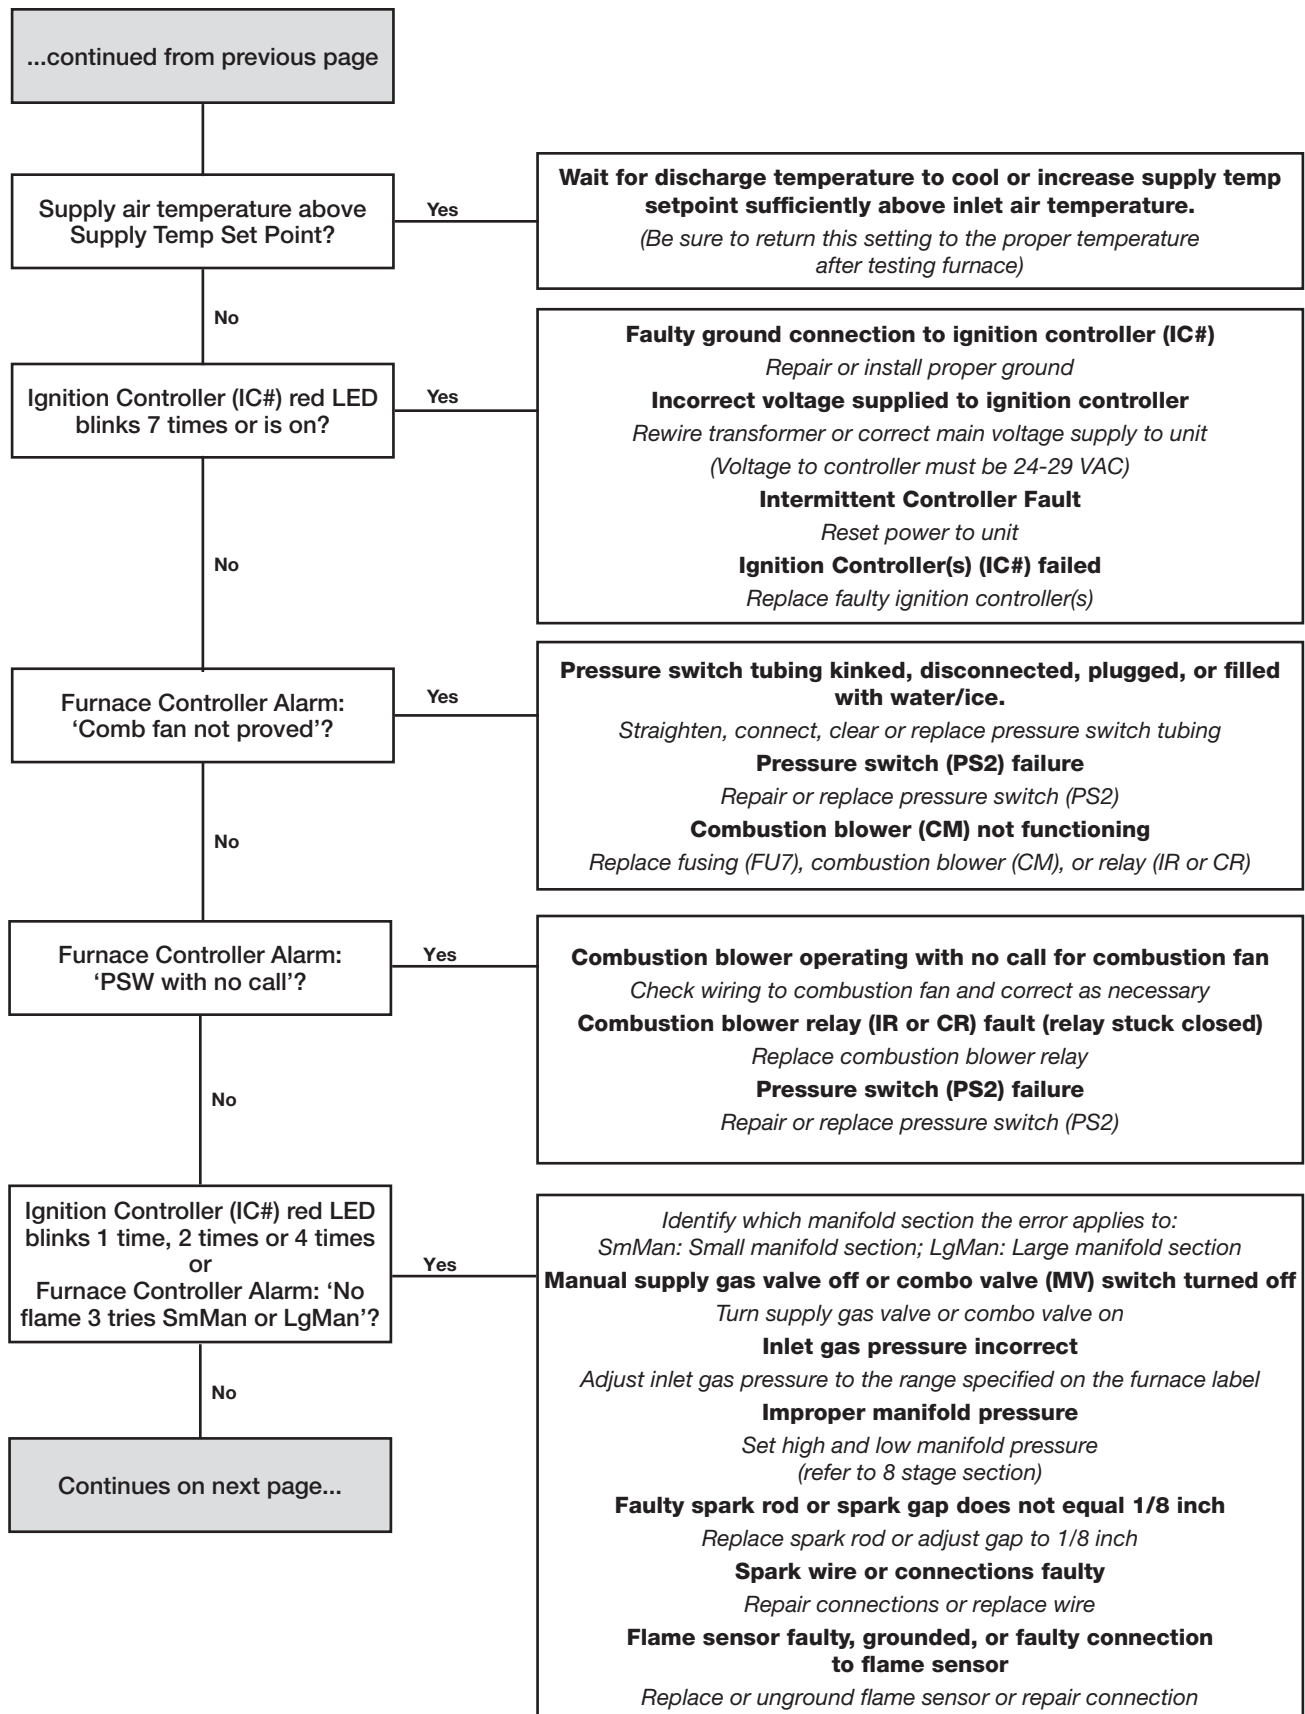 ...continued from previous page
Supply air temperature above
Supply Temp Set Point?
Yes
Wait for discharge temperature to cool or increase supply temp
setpoint sufficiently above inlet air temperature.
(Be sure to return this setting to the proper temperature
after testing furnace)
No
Ignition Controller (IC#) red LED
blinks 7 times or is on?
Yes
Faulty ground connection to ignition controller (IC#)
Repair or install proper ground
Incorrect voltage supplied to ignition controller
Rewire transformer or correct main voltage supply to unit
(Voltage to controller must be 24-29 VAC)
Intermittent Controller Fault
Reset power to unit
Ignition Controller(s) (IC#) failed
Replace faulty ignition controller(s)
No
Furnace Controller Alarm:
‘Comb fan not proved’?
Yes
Pressure switch tubing kinked, disconnected, plugged, or filled
with water/ice.
Straighten, connect, clear or replace pressure switch tubing
Pressure switch (PS2) failure
Repair or replace pressure switch (PS2)
Combustion blower (CM) not functioning
Replace fusing (FU7), combustion blower (CM), or relay (IR or CR)
No
Furnace Controller Alarm:
‘PSW with no call’?
Yes
Combustion blower operating with no call for combustion fan
Check wiring to combustion fan and correct as necessary
Combustion blower relay (IR or CR) fault (relay stuck closed)
Replace combustion blower relay
Pressure switch (PS2) failure
Repair or replace pressure switch (PS2)
No
Ignition Controller (IC#) red LED
blinks 1 time, 2 times or 4 times
or
Furnace Controller Alarm: ‘No
flame 3 tries SmMan or LgMan’?
Yes
Identify which manifold section the error applies to:
SmMan: Small manifold section; LgMan: Large manifold section
Manual supply gas valve off or combo valve (MV) switch turned off
Turn supply gas valve or combo valve on
Inlet gas pressure incorrect
Adjust inlet gas pressure to the range specified on the furnace label
Improper manifold pressure
Set high and low manifold pressure
(refer to 8 stage section)
Faulty spark rod or spark gap does not equal 1/8 inch
Replace spark rod or adjust gap to 1/8 inch
Spark wire or connections faulty
Repair connections or replace wire
Flame sensor faulty, grounded, or faulty connection
to flame sensor
Replace or unground flame sensor or repair connection
No
Continues on next page...